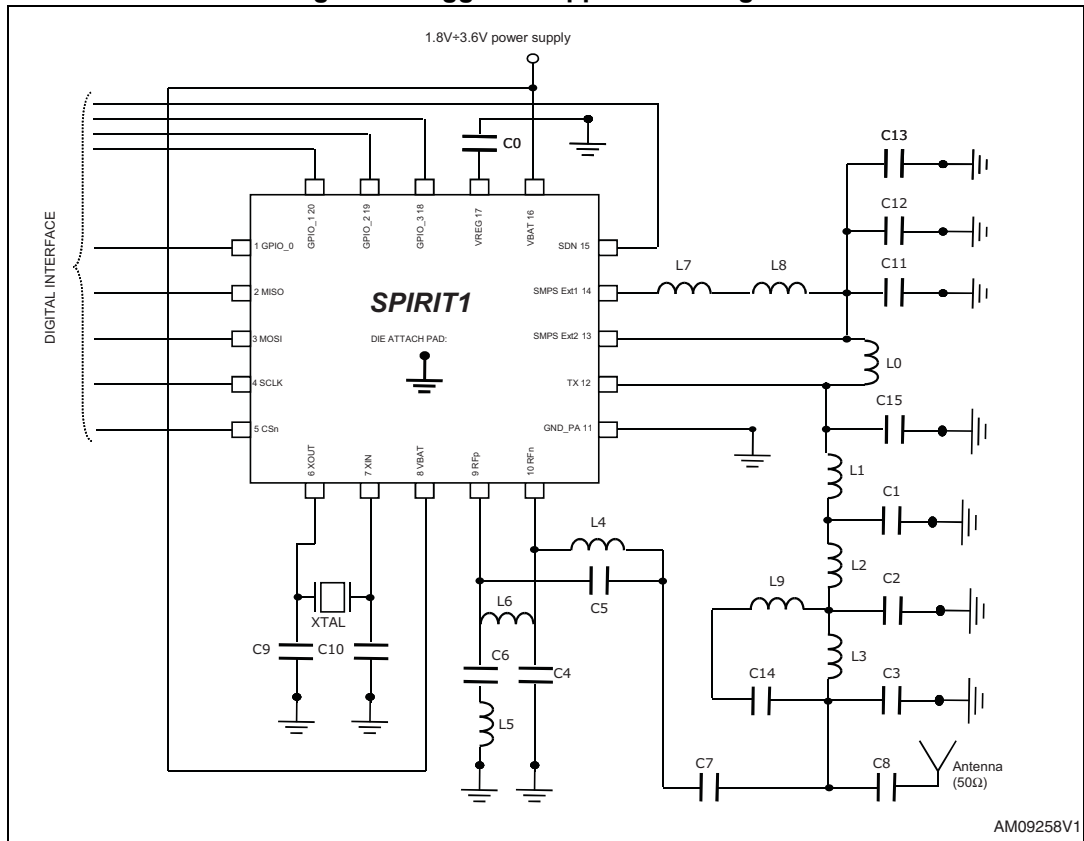 1.8V÷3.6V power supply
C0
C13
C12
C11
DIGITAL INTERFACE
GPIO_1 20
GPIO_2 19
GPIO_3 18
VREG 17
VBAT 16
1 GPIO_0
SDN 15
L7
L8
2 MISO
SPIRIT1
SMPS Ext1 14
3 MOSI
DIE ATTACH PAD:
SMPS Ext2 13
L0
4 SCLK
TX 12
C15
5 CSn
GND_PA 11
6 XOUT
7 XIN
8 VBAT
9 RFp
10 RFn
L1
C1
L4
L2
C2
L9
C5
L6
XTAL
C9
C10
C6
C4
L3
C14
C3
L5
C7
C8
Antenna
(50Ω)
AM09258V1